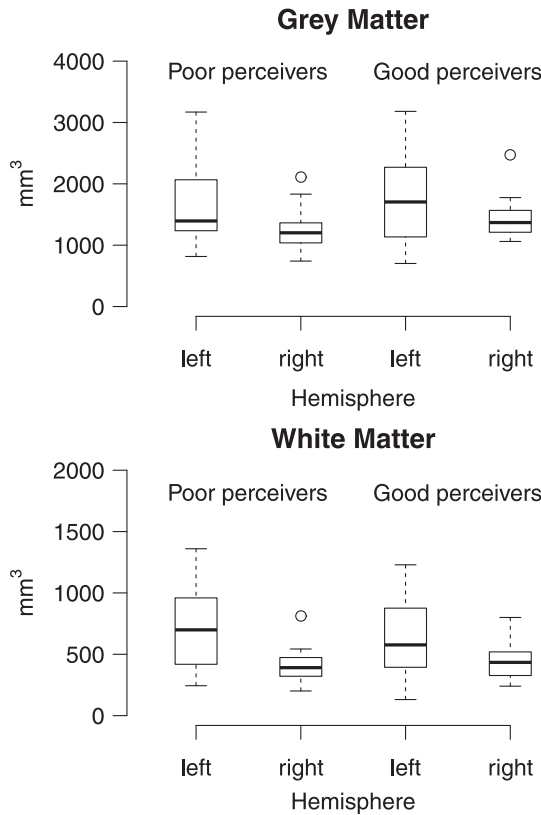 Grey Matter
Poor perceivers Good perceivers
4000
3000
2000
1000
0
mm³
left right left right
Hemisphere
White Matter
Poor perceivers Good perceivers
2000
1500
1000
500
0
mm³
left right left right
Hemisphere